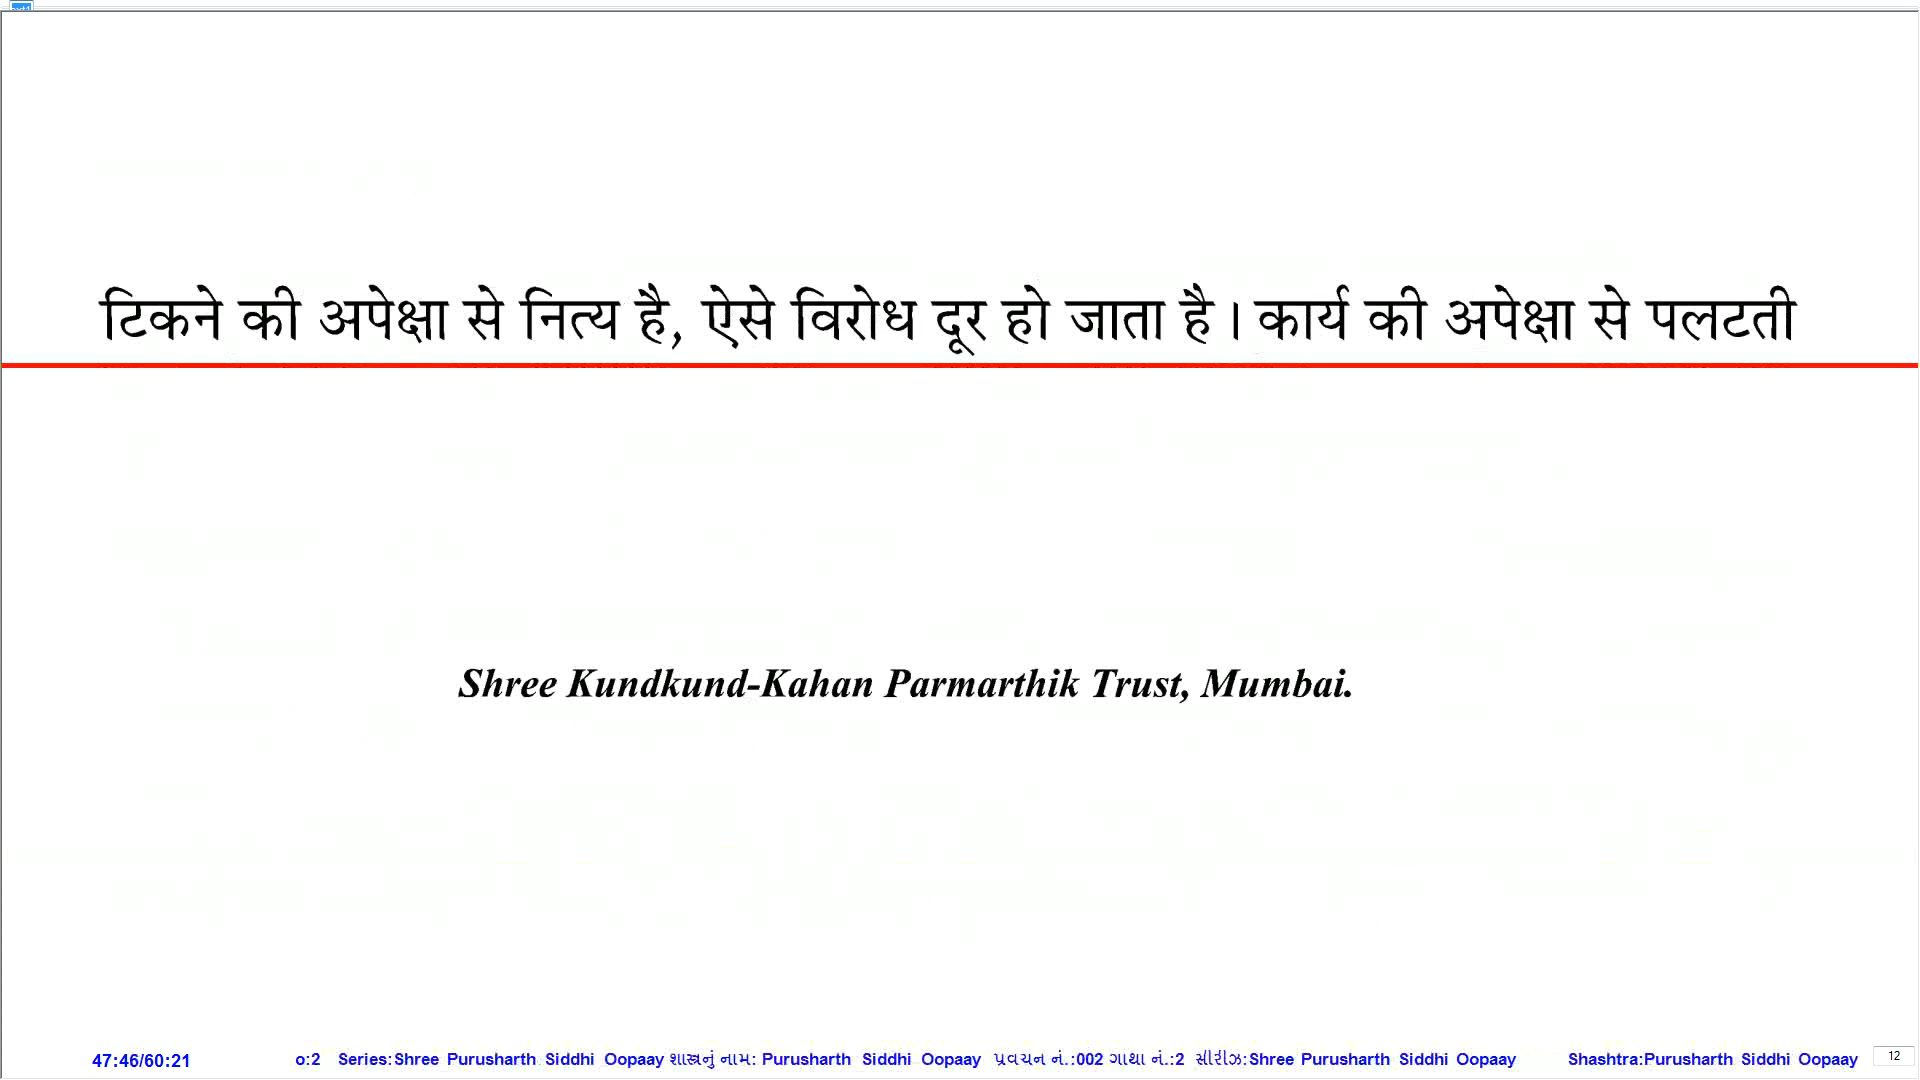 टिकने की अपेक्षा से नित्य है, ऐसे विरोध दूर हो जाता है। कार्य की अपेक्षा से पलटती
Shree Kundkund-Kahan Parmarthik Trust, Mumbai.
47:46/60:21 o:2 Series:Shree Purusharth Siddhi Oopaay શાસ્ત્રનું નામ: Purusharth Siddhi Oopaay પ્રવચન નં.:002 ગાથા નં.:2 સીરીઝ:Shree Purusharth Siddhi Oopaay Shashtra:Purusharth Siddhi Oopaay 12